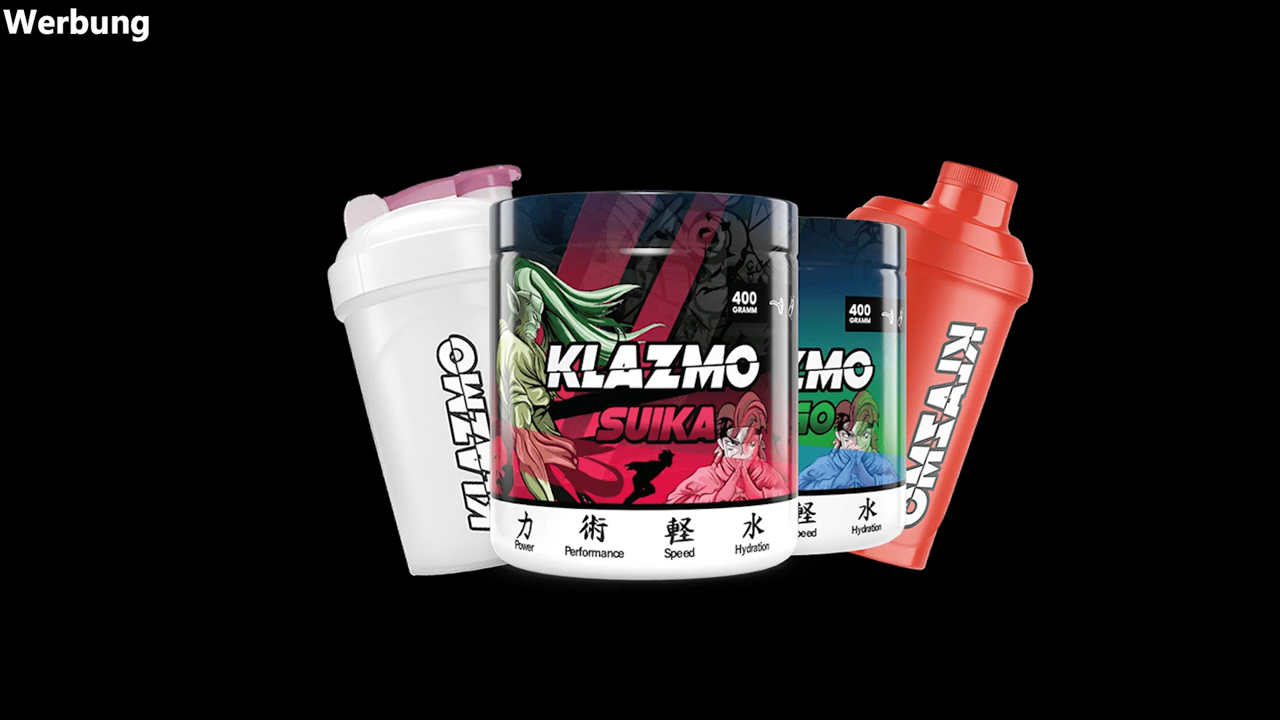 Werbung
KLAZMO
400
GRAMM
KLAZMO
SUIKA
力 術 軽 水
Power Performance Speed Hydration
400
GRAMM
ZMO
軽 水
peed Hydration
KLAZMO